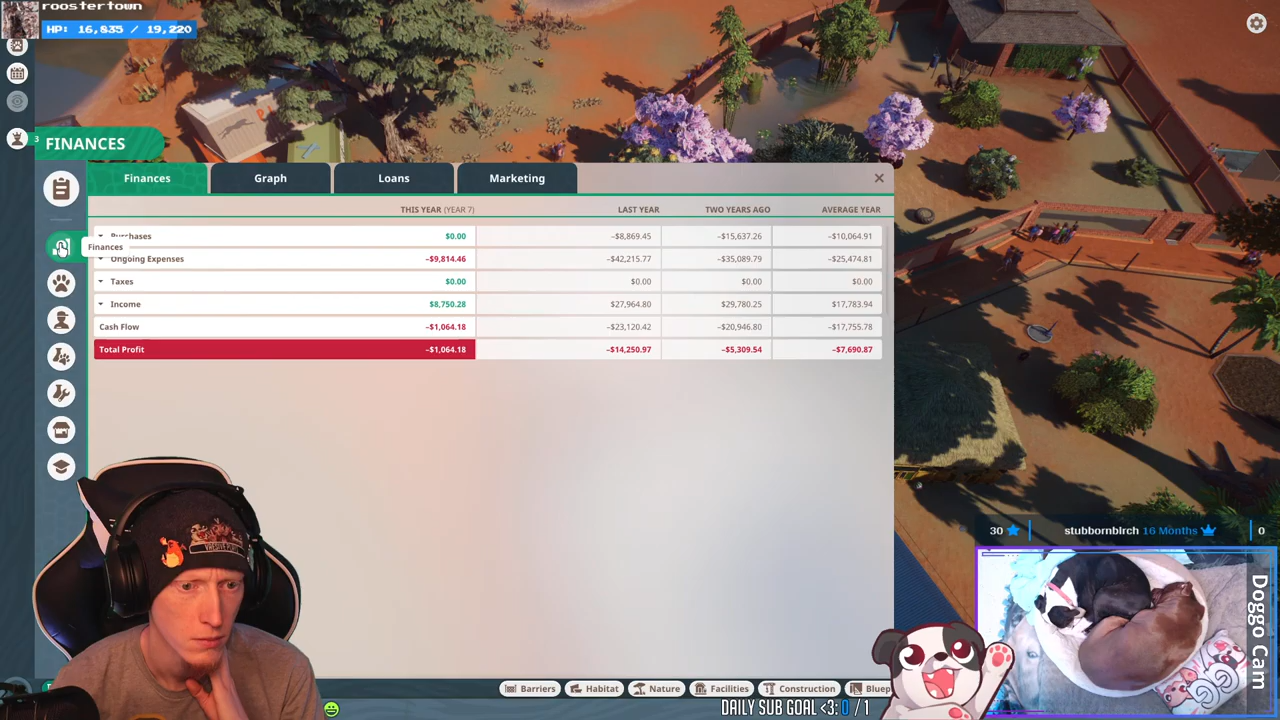 roostertown
HP: 16,835 / 19,220
3
FINANCES
Finances
Graph
Loans
Marketing
THIS YEAR (YEAR 7)
LAST YEAR
TWO YEARS AGO
AVERAGE YEAR
Purchases
$0.00
–$8,869.45
–$15,637.26
–$10,064.91
Finances
Ongoing Expenses
–$9,814.46
–$42,215.77
–$35,089.79
–$25,474.81
Taxes
$0.00
$0.00
$0.00
$0.00
Income
$8,750.28
$27,964.80
$29,780.25
$17,783.94
Cash Flow
–$1,064.18
–$23,120.42
–$20,946.80
–$17,755.78
Total Profit
–$1,064.18
–$14,250.97
–$5,309.54
–$7,690.87
30
stubbornblrch 16 Months
0
Doggo Cam
Barriers
Habitat
Nature
Facilities
Construction
Bluep
DAILY SUB GOAL <3: 0 / 1